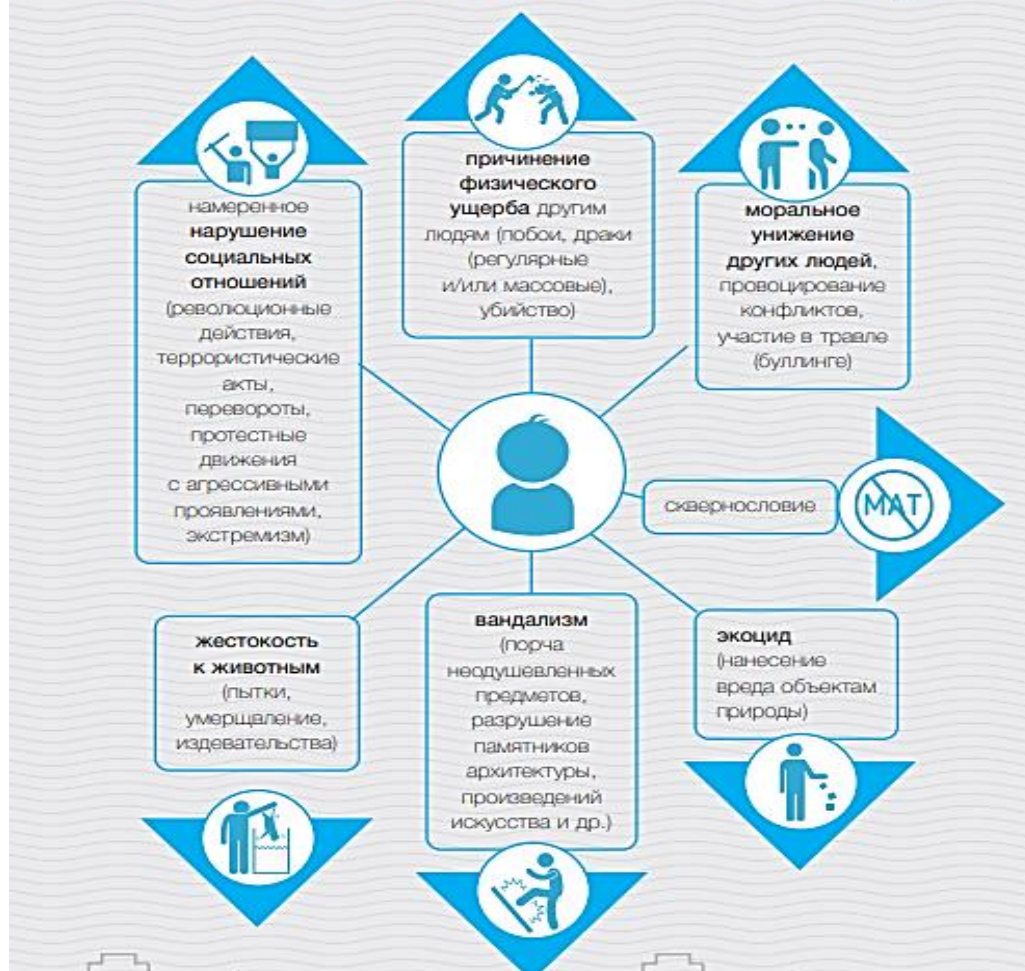 намеренное
нарушение
социальных
отношений
(революционные
действия,
террористические
акты,
перевороты,
протестные
движения
с агрессивными
проявлениями,
экстремизм)
причинение
физического
ущерба другим
людям (побои, драки
(регулярные
и/или массовые),
убийство)
моральное
унижение
других людей,
провоцирование
конфликтов,
участие в травле
(буллинге)
сквернословие
МАТ
жестокость
к животным
(пытки,
умерщвление,
издевательства)
вандализм
(порча
неодушевленных
предметов,
разрушение
памятников
архитектуры,
произведений
искусства и др.)
экоцид
(нанесение
вреда объектам
природы)